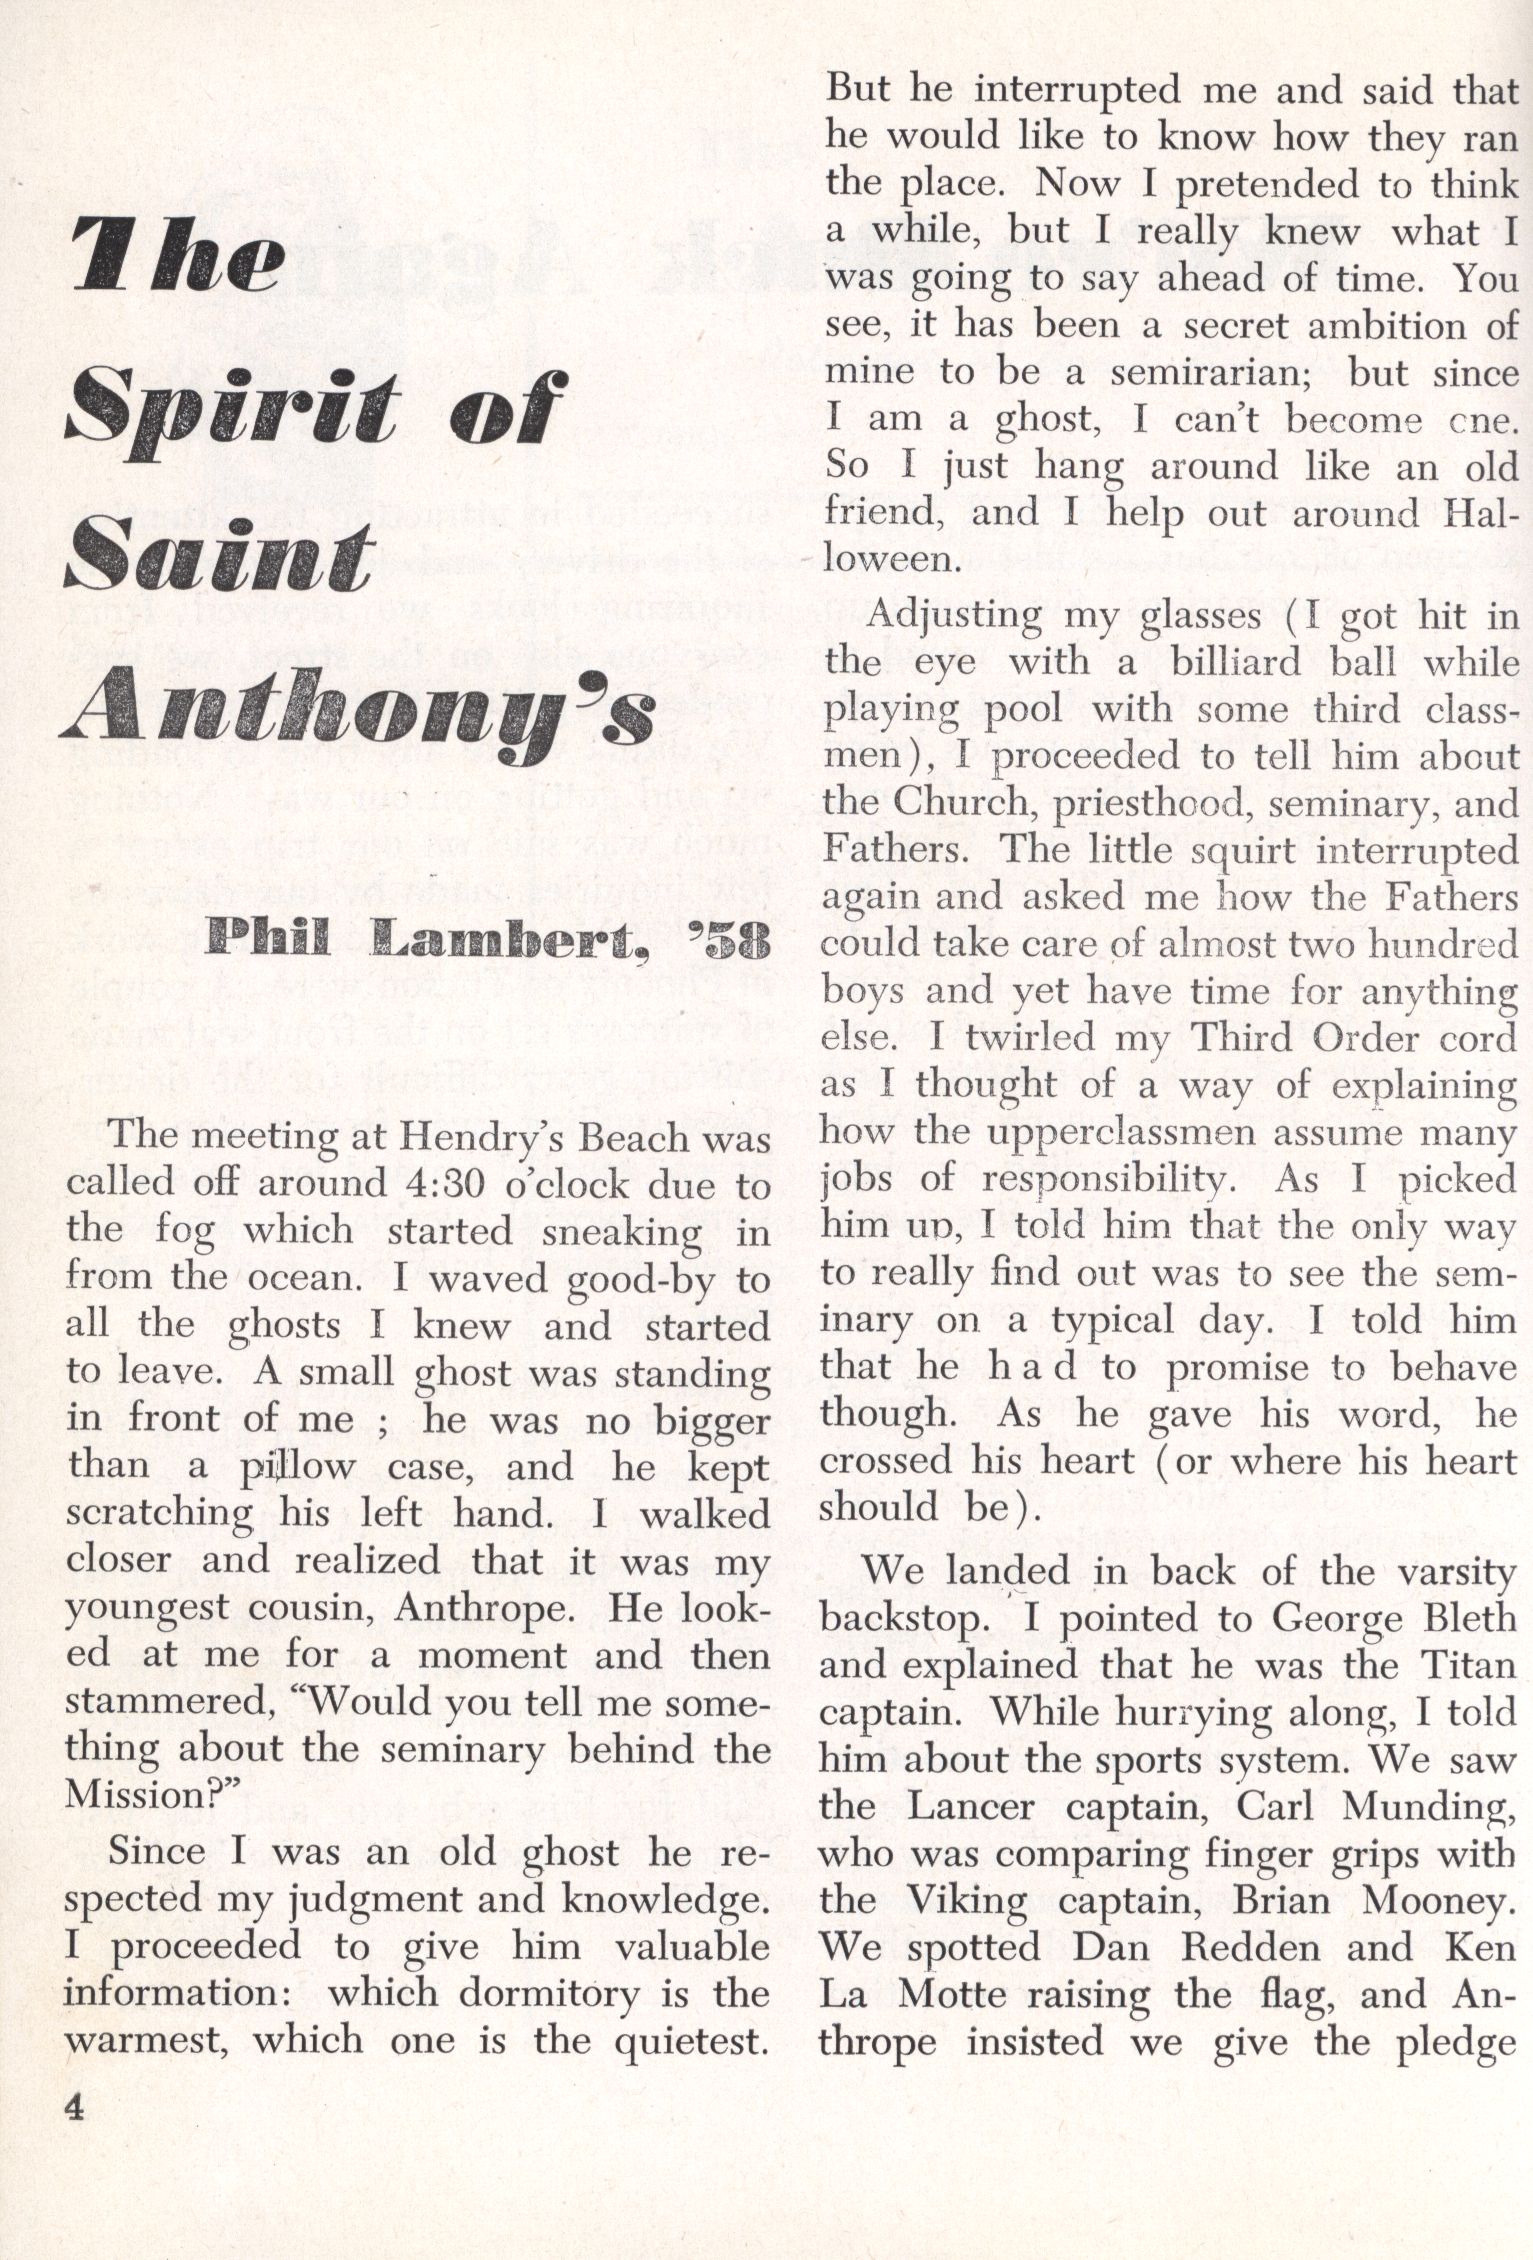 The
Spirit of
Saint
Anthony's
Phil Lambert, '58
The meeting at Hendry's Beach was
called off around 4:30 o'clock due to
the fog which started sneaking in
from the ocean. I waved good-by to
all the ghosts I knew and started
to leave. A small ghost was standing
in front of me ; he was no bigger
than a pillow case, and he kept
scratching his left hand. I walked
closer and realized that it was my
youngest cousin, Anthrope. He look-
ed at me for a moment and then
stammered, "Would you tell me some-
thing about the seminary behind the
Mission?"
Since I was an old ghost he re-
spected my judgment and knowledge.
I proceeded to give him valuable
information: which dormitory is the
warmest, which one is the quietest.
4
But he interrupted me and said that
he would like to know how they ran
the place. Now I pretended to think
a while, but I really knew what I
was going to say ahead of time. You
see, it has been a secret ambition of
mine to be a semirarian; but since
I am a ghost, I can't become cne.
So I just hang around like an old
friend, and I help out around Hal-
loween.
Adjusting my glasses (I got hit in
the eye with a billiard ball while
playing pool with some third class-
men), I proceeded to tell him about
the Church, priesthood, seminary, and
Fathers. The little squirt interrupted
again and asked me how the Fathers
could take care of almost two hundred
boys and yet have time for anything
else. I twirled my Third Order cord
as I thought of a way of explaining
how the upperclassmen assume many
jobs of responsibility. As I picked
him up, I told him that the only way
to really find out was to see the sem-
inary on a typical day. I told him
that he h a d to promise to behave
though. As he gave his word, he
crossed his heart (or where his heart
should be).
We landed in back of the varsity
backstop. I pointed to George Bleth
and explained that he was the Titan
captain. While hurrying along, I told
him about the sports system. We saw
the Lancer captain, Carl Munding,
who was comparing finger grips with
the Viking captain, Brian Mooney.
We spotted Dan Redden and Ken
La Motte raising the flag, and An-
thrope insisted we give the pledge